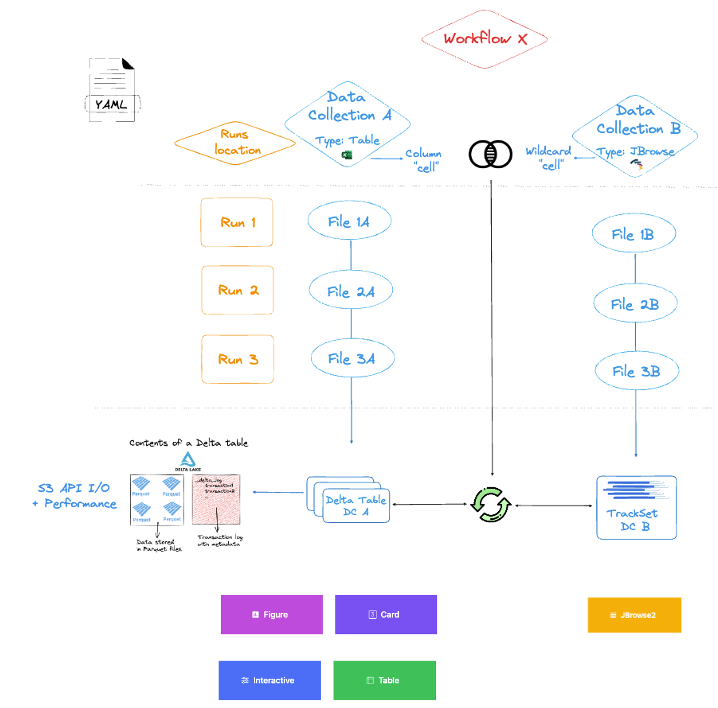 Workflow X
YAML
Runs
location
Data
Collection A
Type: Table
Column
"cell"
Wildcard
"cell"
Data
Collection B
Type: JBrowse
Run 1
File 1A
File 1B
Run 2
File 2A
File 2B
Run 3
File 3A
File 3B
Contents of a Delta table
DELTA LAKE
S3 API I/O
+ Performance
Parquet
Parquet
Parquet
Parquet
_delta_log
Data stored
in Parquet Files
Transaction log
with metadata
Delta Table
DC A
TrackSet
DC B
Figure
Card
JBrowse2
Interactive
Table